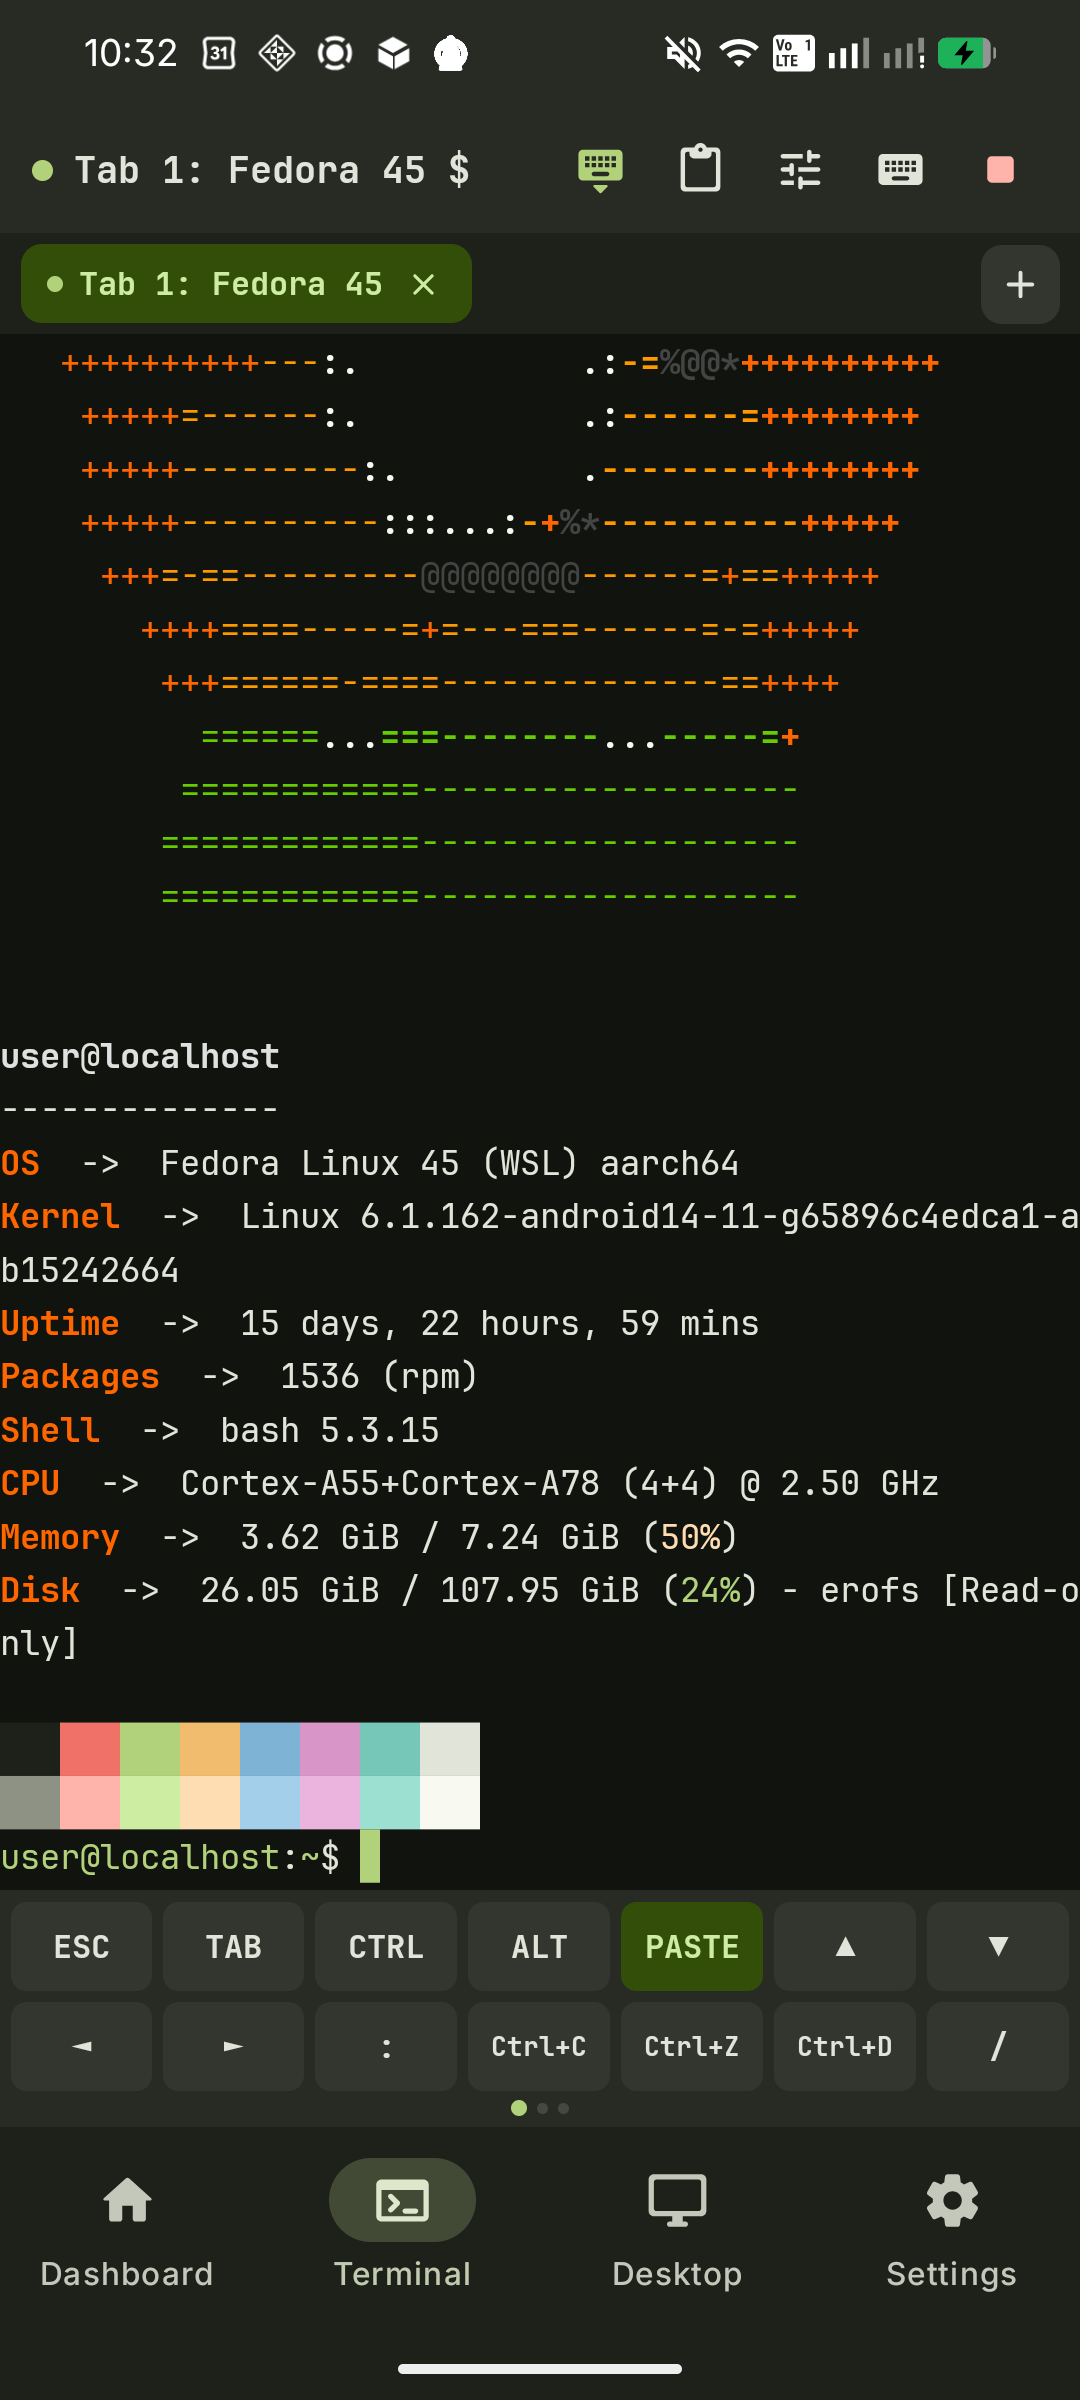 10:32 31 Vo 1 LTE
Tab 1: Fedora 45 $
Tab 1: Fedora 45
++++++++++---:.           .:-=%@@*++++++++++
+++++=------:.           .:------=++++++++
+++++---------:.         .--------++++++++
+++++----------:::...:-+%*----------+++++
+++=-==---------@@@@@@@@------=+==+++++
++++====-----=+=---===------=-=+++++
+++======-====--------------==++++
======...===--------...-----=+
============-------------------
=============-------------------
=============-------------------
user@localhost
--------------
OS  ->  Fedora Linux 45 (WSL) aarch64
Kernel  ->  Linux 6.1.162-android14-11-g65896c4edca1-a
b15242664
Uptime  ->  15 days, 22 hours, 59 mins
Packages  ->  1536 (rpm)
Shell  ->  bash 5.3.15
CPU  ->  Cortex-A55+Cortex-A78 (4+4) @ 2.50 GHz
Memory  ->  3.62 GiB / 7.24 GiB (50%)
Disk  ->  26.05 GiB / 107.95 GiB (24%) - erofs [Read-o
nly]
user@localhost:~$
ESC TAB CTRL ALT PASTE ▲ ▼
◄ ► : Ctrl+C Ctrl+Z Ctrl+D /
Dashboard Terminal Desktop Settings